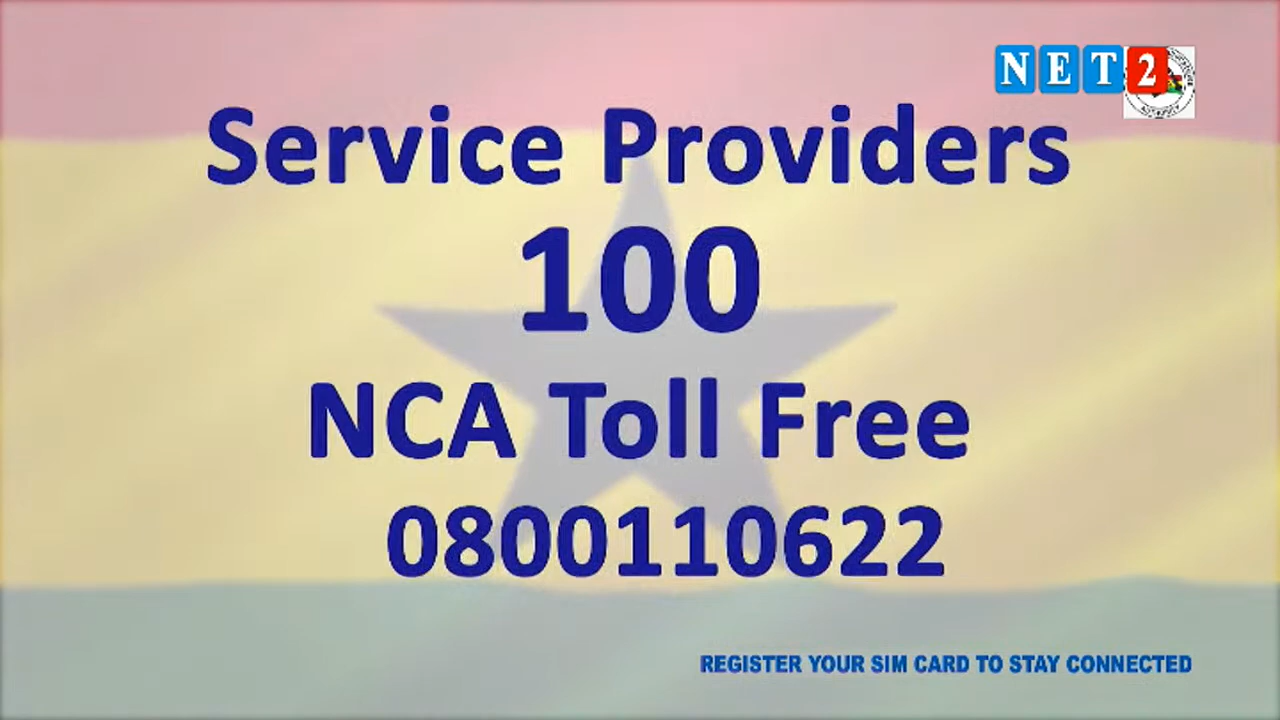 NET2
Service Providers
100
NCA Toll Free
0800110622
REGISTER YOUR SIM CARD TO STAY CONNECTED